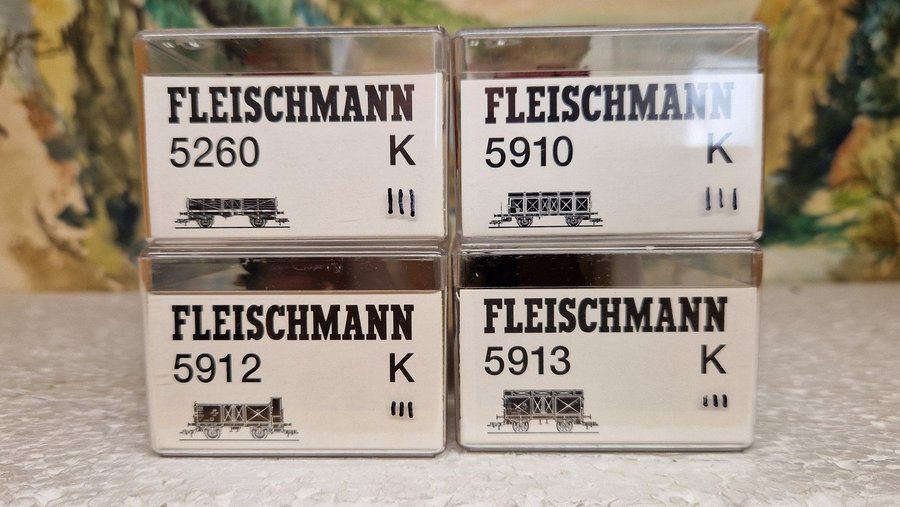 FLEISCHMANN
5260 K
III
FLEISCHMANN
5910 K
III
FLEISCHMANN
5912 K
III
FLEISCHMANN
5913 K
III